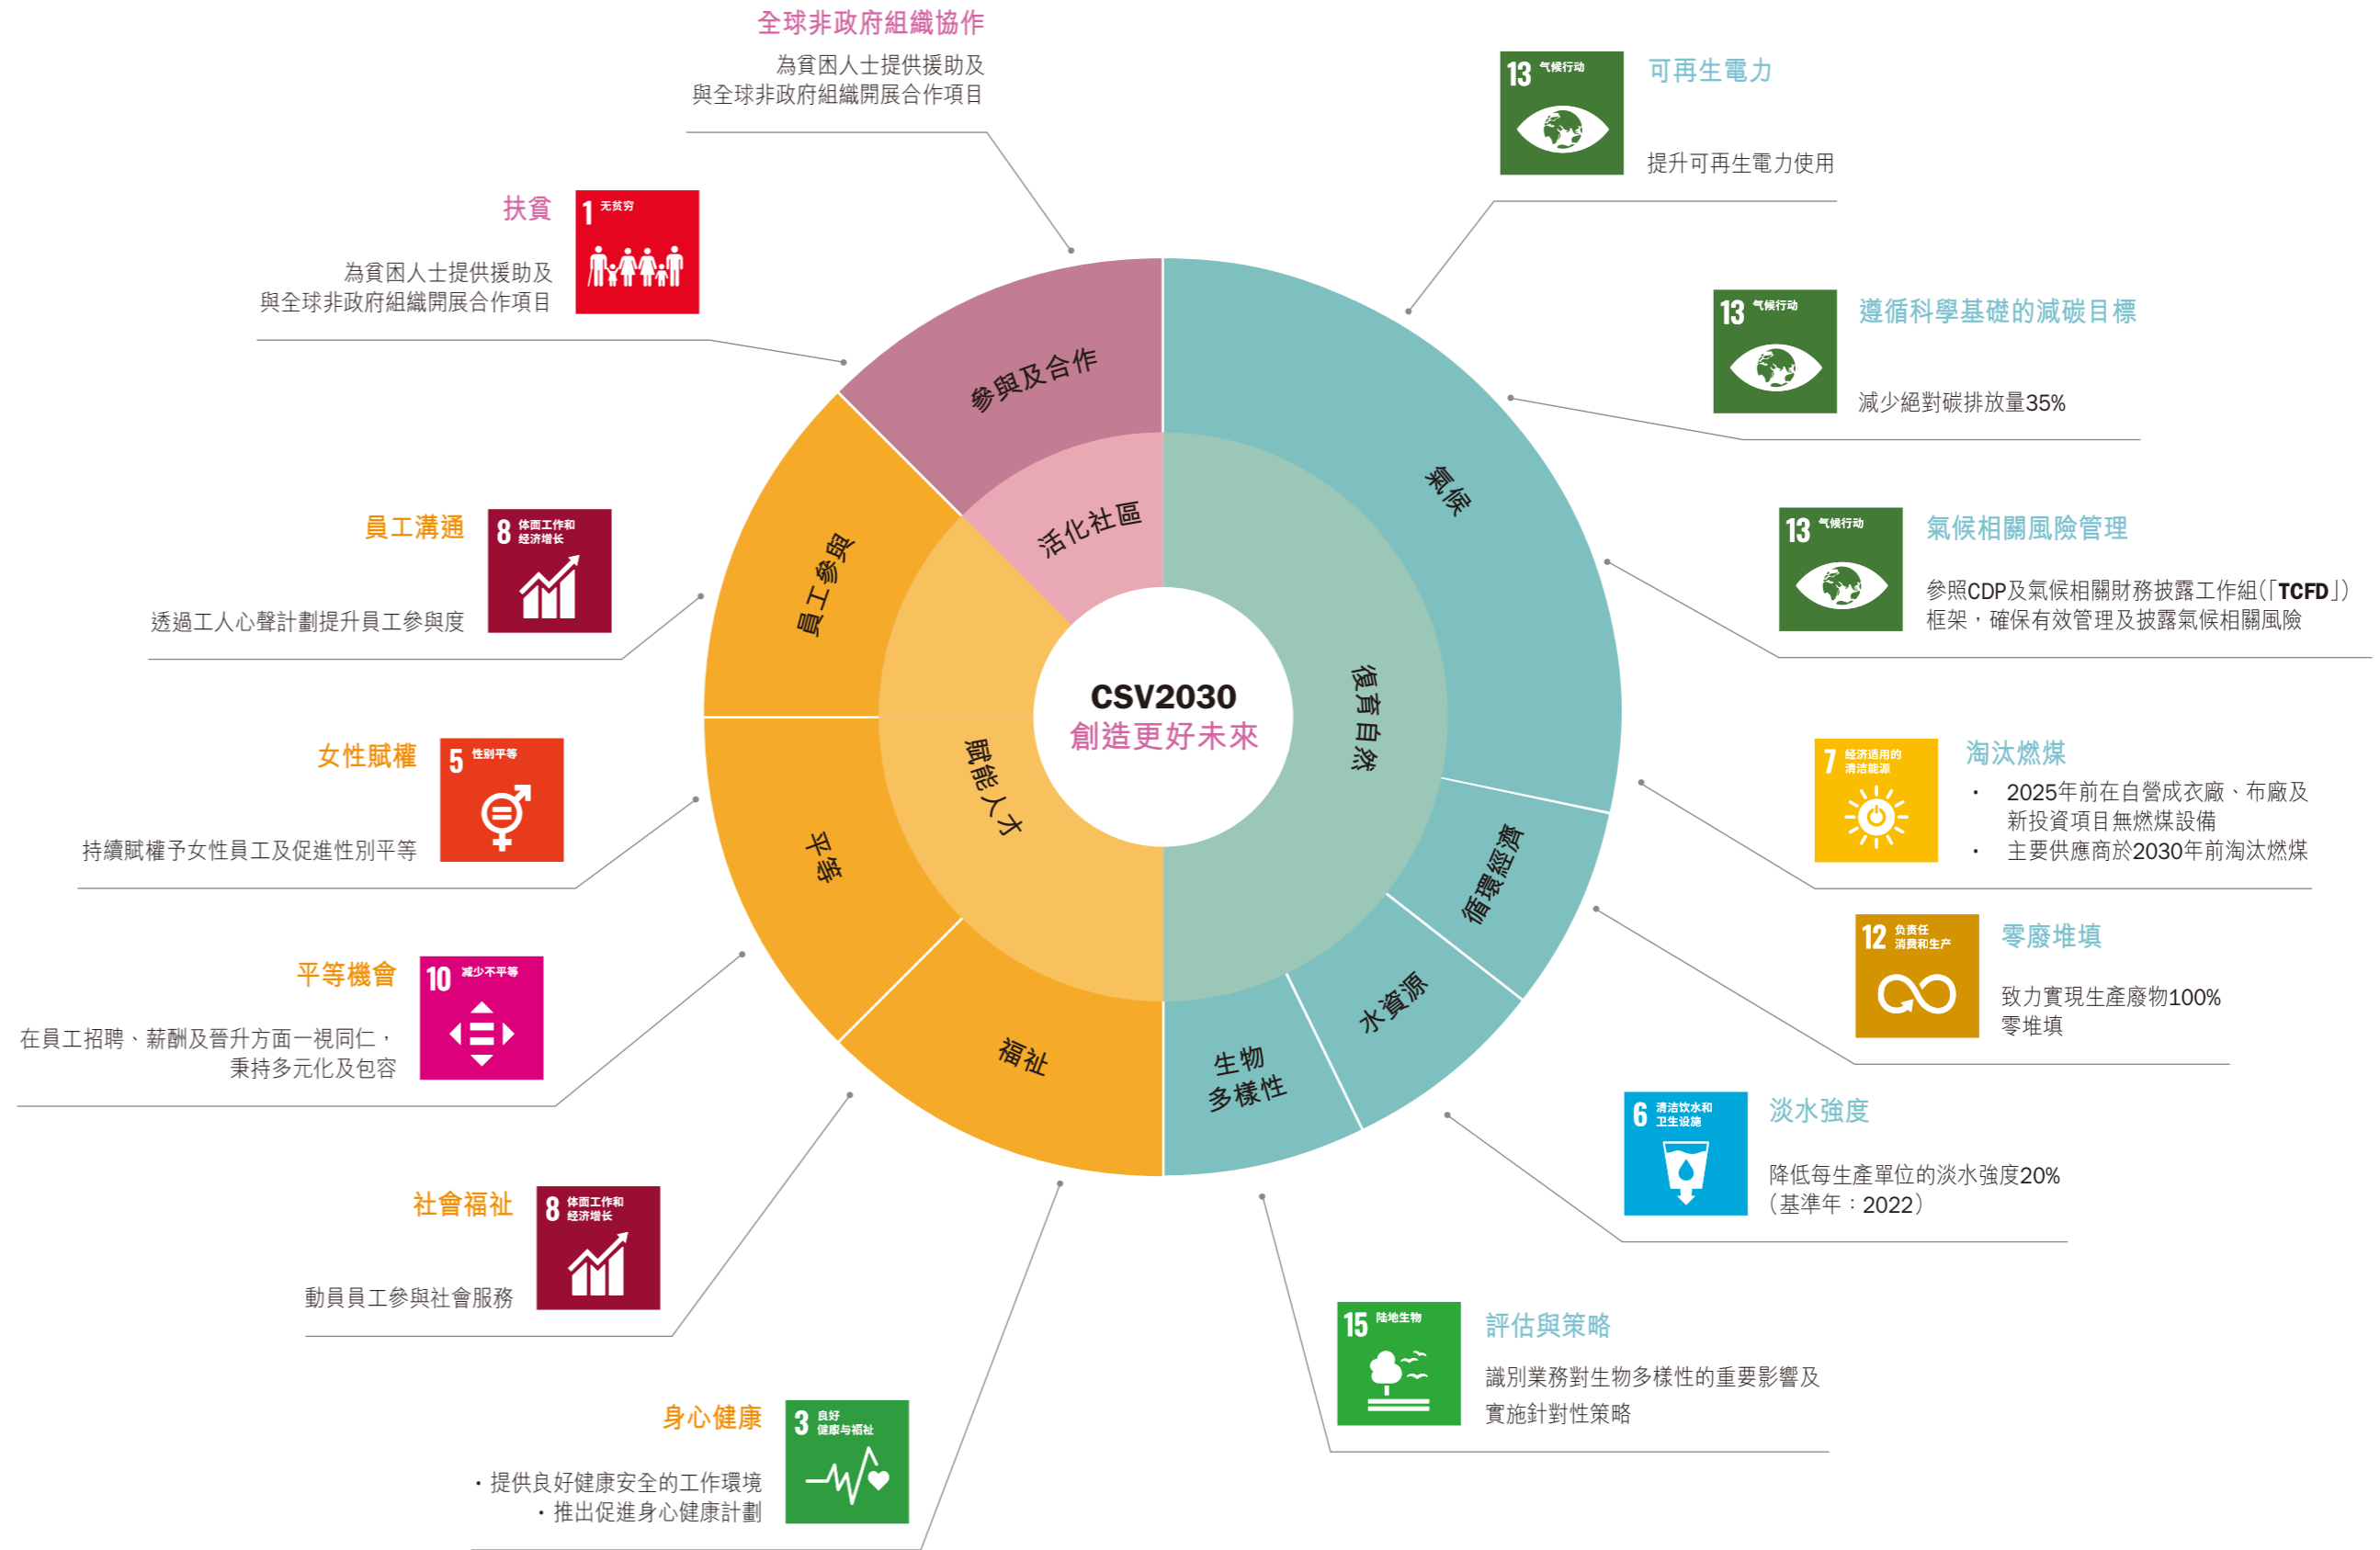 全球非政府組織協作
為貧困人士提供援助及
與全球非政府組織開展合作項目
扶貧
1 无贫穷
為貧困人士提供援助及
與全球非政府組織開展合作項目
員工溝通
8 体面工作和
经济增长
透過工人心聲計劃提升員工參與度
女性賦權
5 性别平等
持續賦權予女性員工及促進性別平等
平等機會
10 减少不平等
在員工招聘、薪酬及晉升方面一視同仁，
秉持多元化及包容
社會福祉
8 体面工作和
经济增长
動員員工參與社會服務
身心健康
3 良好
健康与福祉
・提供良好健康安全的工作環境
・推出促進身心健康計劃
參與及合作
活化社區
員工參與
賦能人才
平等
福祉
CSV2030
創造更好未來
復育自然
氣候
循環經濟
水資源
生物
多樣性
13 气候行动
可再生電力
提升可再生電力使用
13 气候行动
遵循科學基礎的減碳目標
減少絕對碳排放量35%
13 气候行动
氣候相關風險管理
參照CDP及氣候相關財務披露工作組(「TCFD」)
框架，確保有效管理及披露氣候相關風險
7 经济适用的
清洁能源
淘汰燃煤
• 2025年前在自營成衣廠、布廠及
新投資項目無燃煤設備
• 主要供應商於2030年前淘汰燃煤
12 负责任
消费和生产
零廢堆填
致力實現生產廢物100%
零堆填
6 清洁饮水和
卫生设施
淡水強度
降低每生產單位的淡水強度20%
（基準年：2022）
15 陆地生物
評估與策略
識別業務對生物多樣性的重要影響及
實施針對性策略